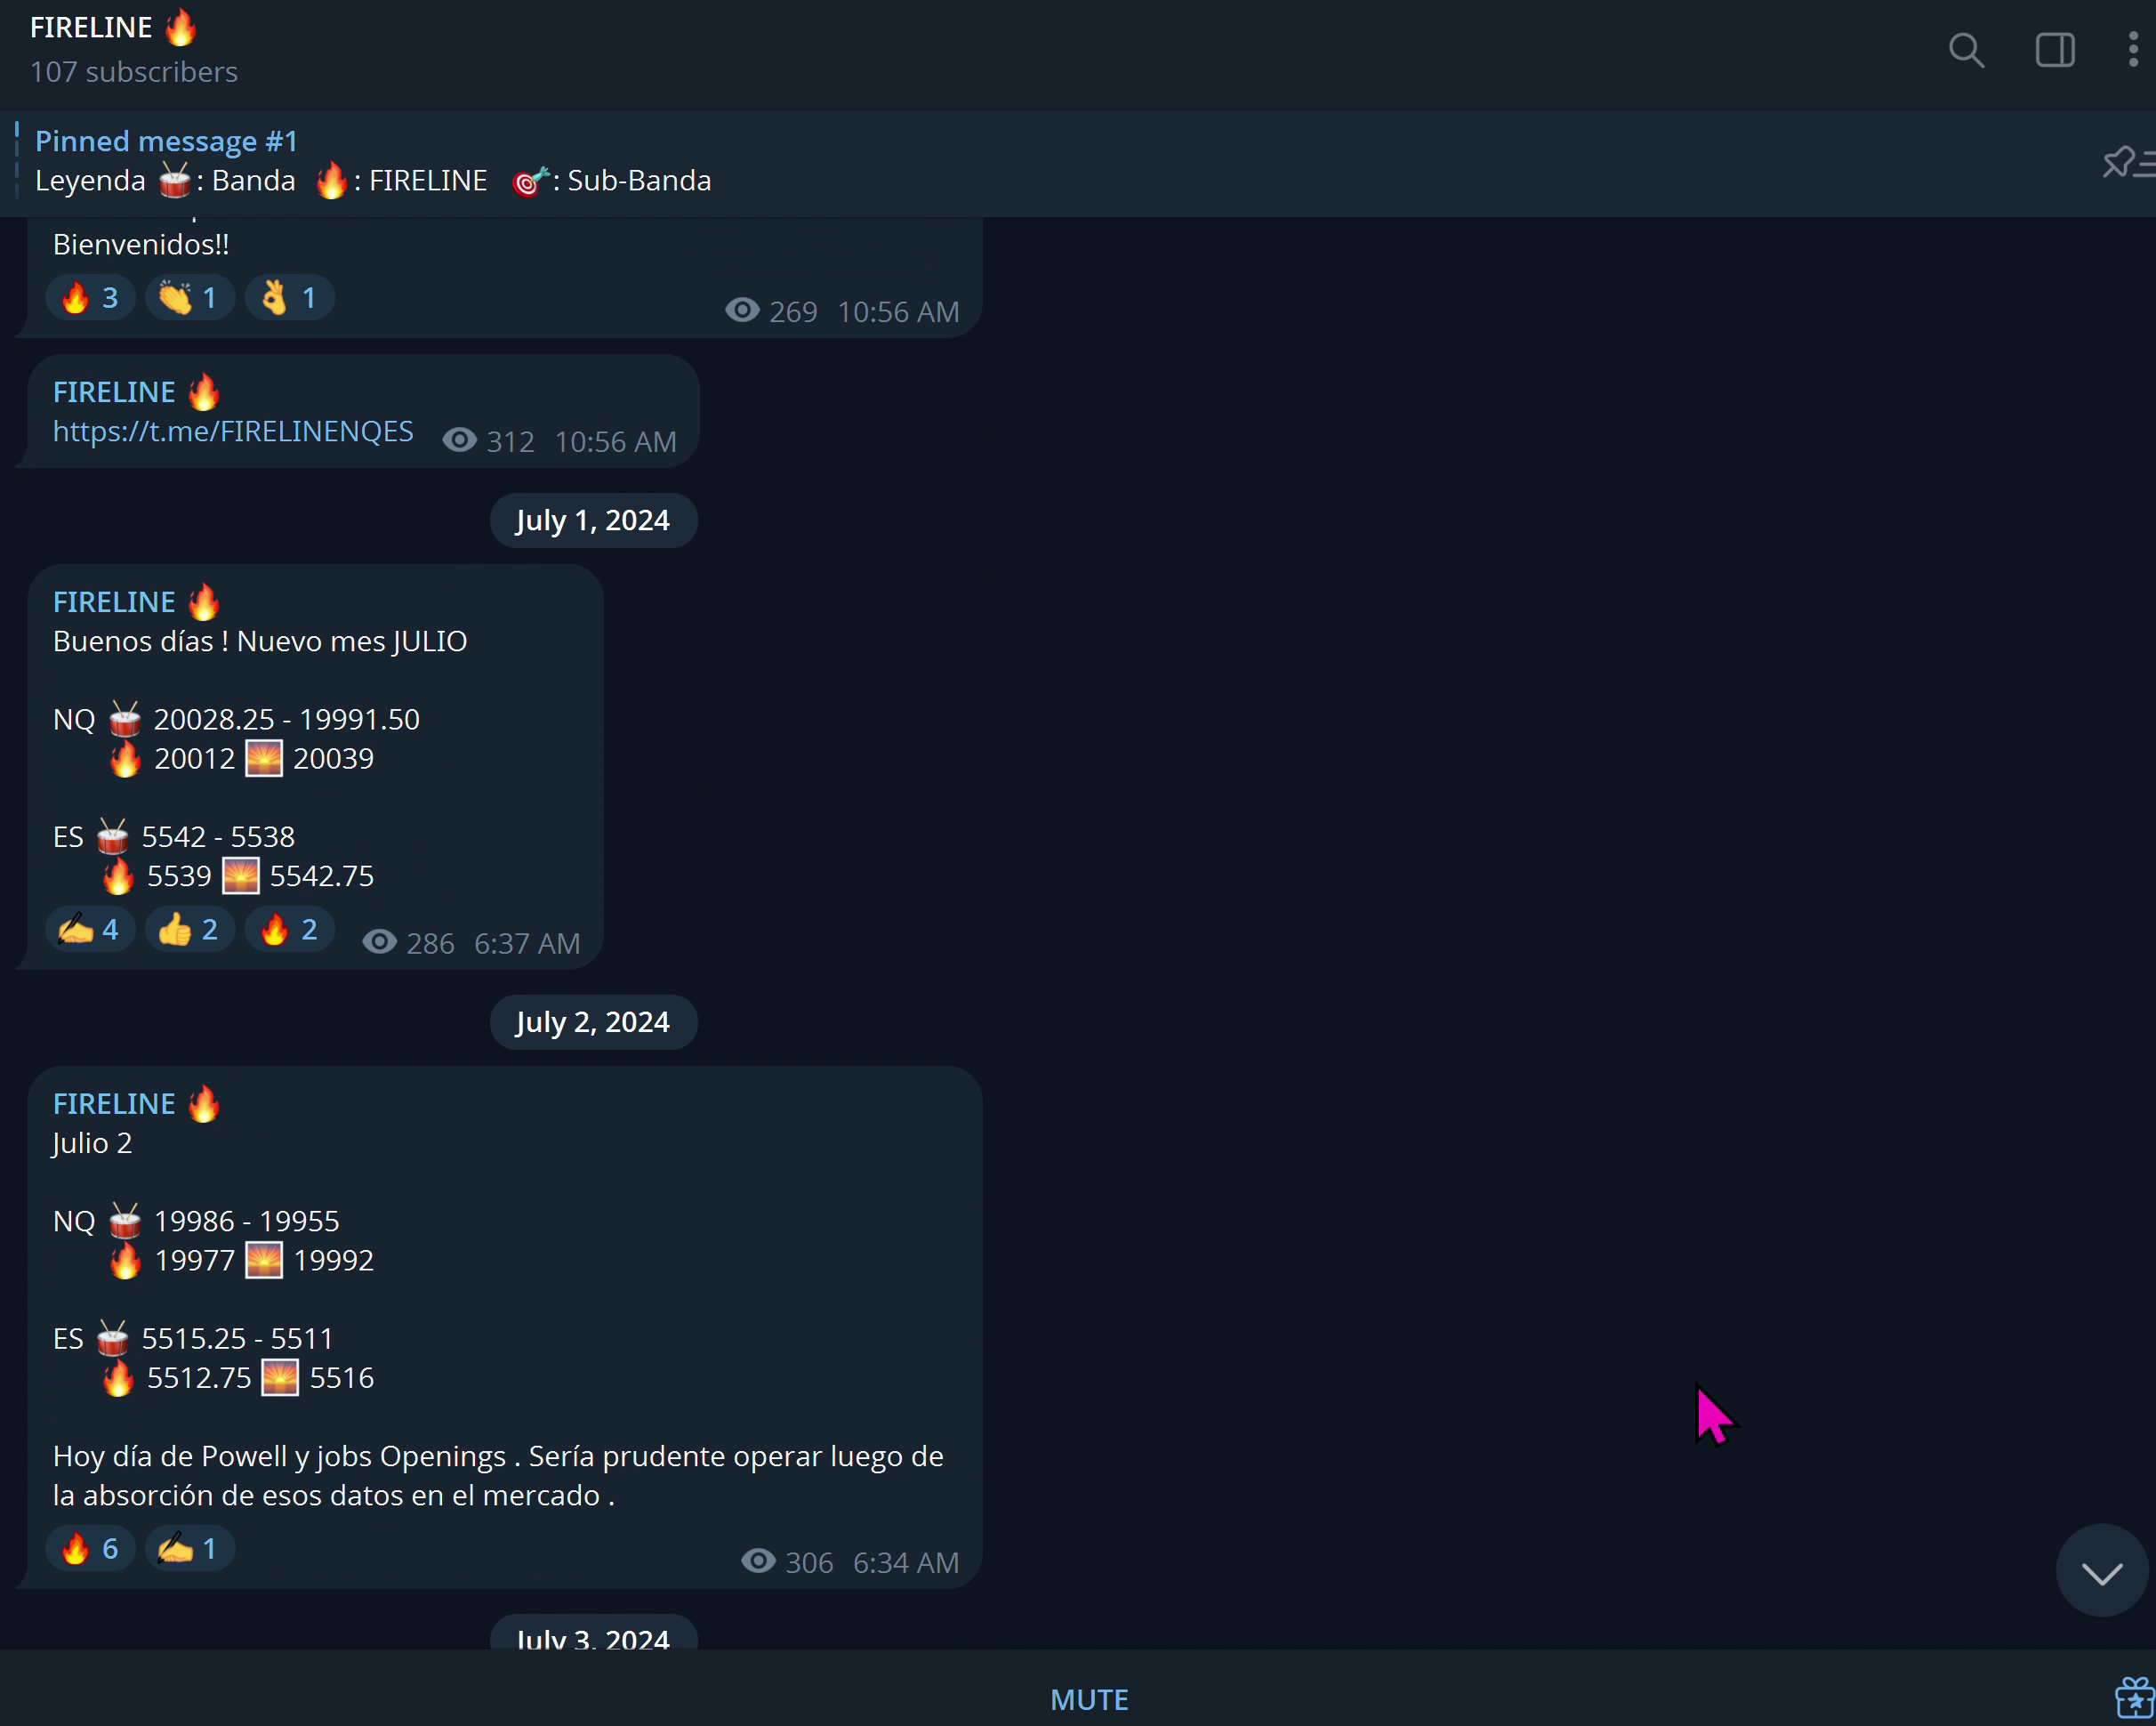 FIRELINE 🔥
107 subscribers
Pinned message #1
Leyenda 🥁: Banda 🔥: FIRELINE 🎯: Sub-Banda
Bienvenidos!!
🔥 3 👏 1 👌 1 269 10:56 AM
FIRELINE 🔥
https://t.me/FIRELINENQES 312 10:56 AM
July 1, 2024
FIRELINE 🔥
Buenos días ! Nuevo mes JULIO
NQ 🥁 20028.25 - 19991.50
🔥 20012 🌅 20039
ES 🥁 5542 - 5538
🔥 5539 🌅 5542.75
✍️ 4 👍 2 🔥 2 286 6:37 AM
July 2, 2024
FIRELINE 🔥
Julio 2
NQ 🥁 19986 - 19955
🔥 19977 🌅 19992
ES 🥁 5515.25 - 5511
🔥 5512.75 🌅 5516
Hoy día de Powell y jobs Openings . Sería prudente operar luego de
la absorción de esos datos en el mercado .
🔥 6 ✍️ 1 306 6:34 AM
July 3, 2024
MUTE